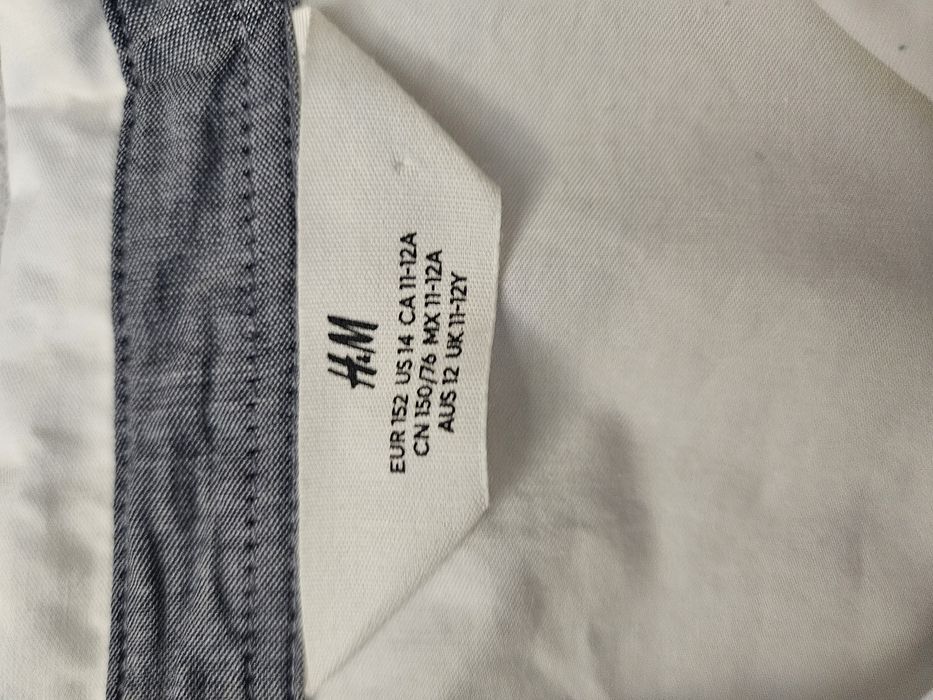 H&M
EUR 152 US 14 CA 11-12A
CN 150/76 MX 11-12A
AUS 12 UK 11-12Y